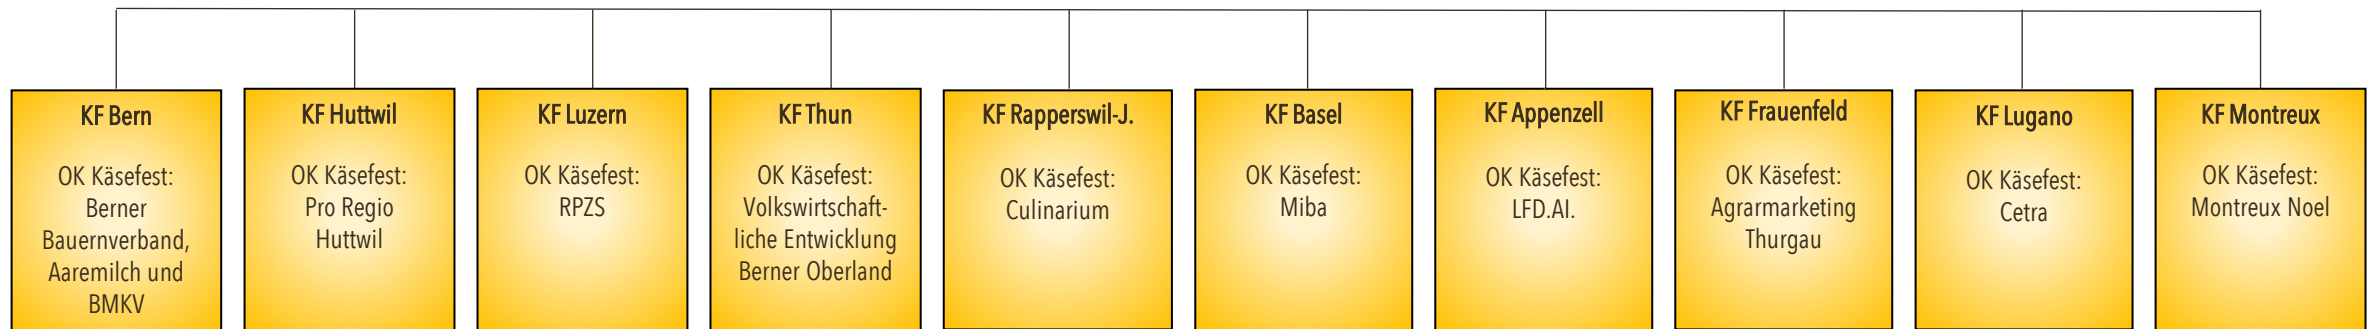 KF Bern
OK Käsefest:
Berner
Bauernverband,
Aaremilch und
BMKV
KF Huttwil
OK Käsefest:
Pro Regio
Huttwil
KF Luzern
OK Käsefest:
RPZS
KF Thun
OK Käsefest:
Volkswirtschaft-
liche Entwicklung
Berner Oberland
KF Rapperswil-J.
OK Käsefest:
Culinarium
KF Basel
OK Käsefest:
Miba
KF Appenzell
OK Käsefest:
LFD.AI.
KF Frauenfeld
OK Käsefest:
Agrarmarketing
Thurgau
KF Lugano
OK Käsefest:
Cetra
KF Montreux
OK Käsefest:
Montreux Noel